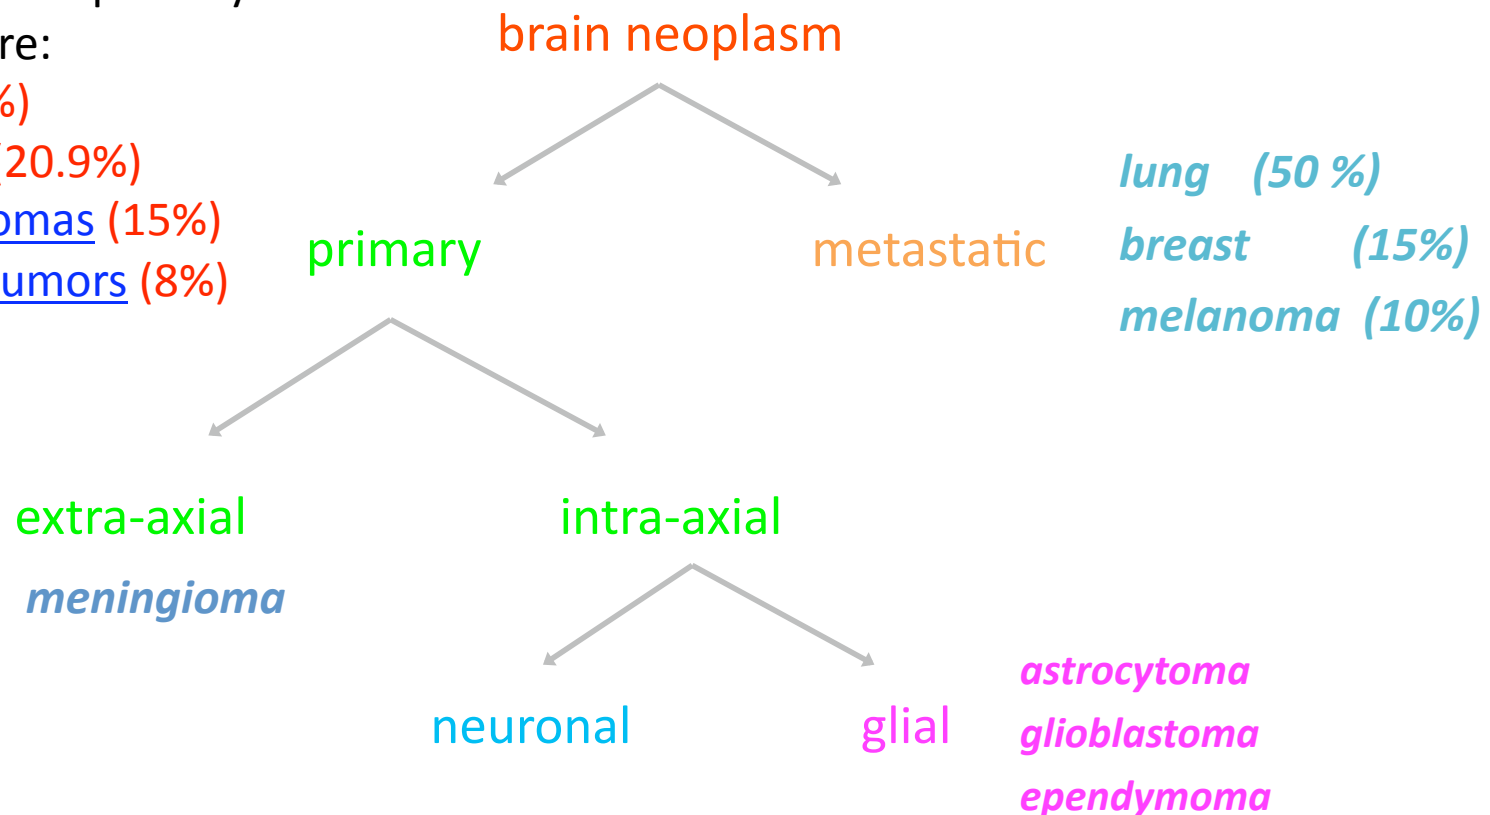 re:
%)
(20.9%)
omas (15%)
umors (8%)
brain neoplasm
primary
metastatic
lung (50 %)
breast (15%)
melanoma (10%)
extra-axial
meningioma
intra-axial
neuronal
glial
astrocytoma
glioblastoma
ependymoma